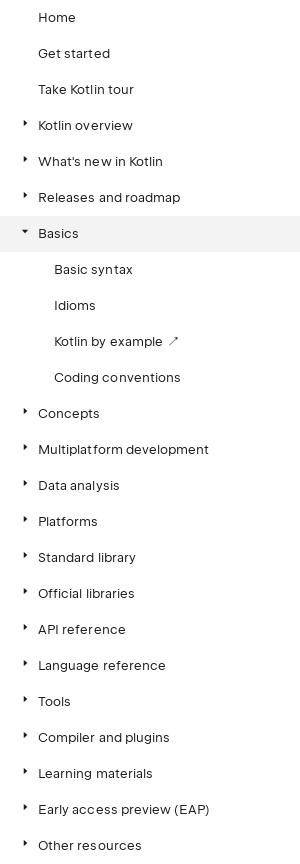 Home
Get started
Take Kotlin tour
Kotlin overview
What's new in Kotlin
Releases and roadmap
Basics
Basic syntax
Idioms
Kotlin by example ↗
Coding conventions
Concepts
Multiplatform development
Data analysis
Platforms
Standard library
Official libraries
API reference
Language reference
Tools
Compiler and plugins
Learning materials
Early access preview (EAP)
Other resources